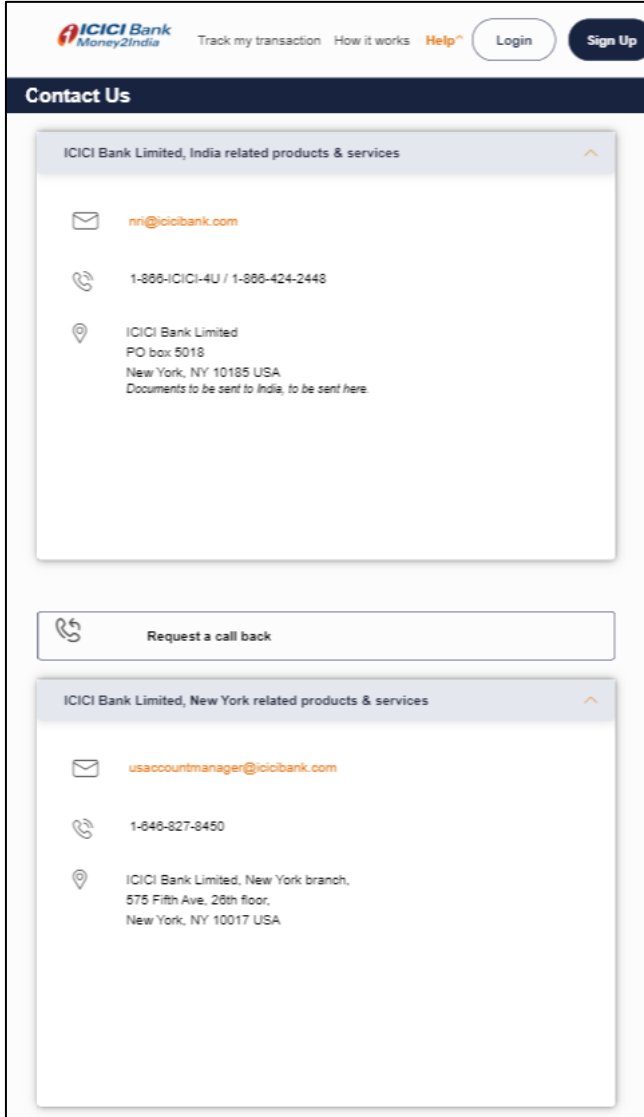 ICICI Bank
Money2India
Track my transaction How it works Help^ Login Sign Up
Contact Us
ICICI Bank Limited, India related products & services
nri@icicibank.com
1-866-ICICI-4U / 1-866-424-2448
ICICI Bank Limited
PO box 5018
New York, NY 10185 USA
Documents to be sent to India, to be sent here.
Request a call back
ICICI Bank Limited, New York related products & services
usaccountmanager@icicibank.com
1-646-827-8450
ICICI Bank Limited, New York branch,
575 Fifth Ave, 26th floor,
New York, NY 10017 USA